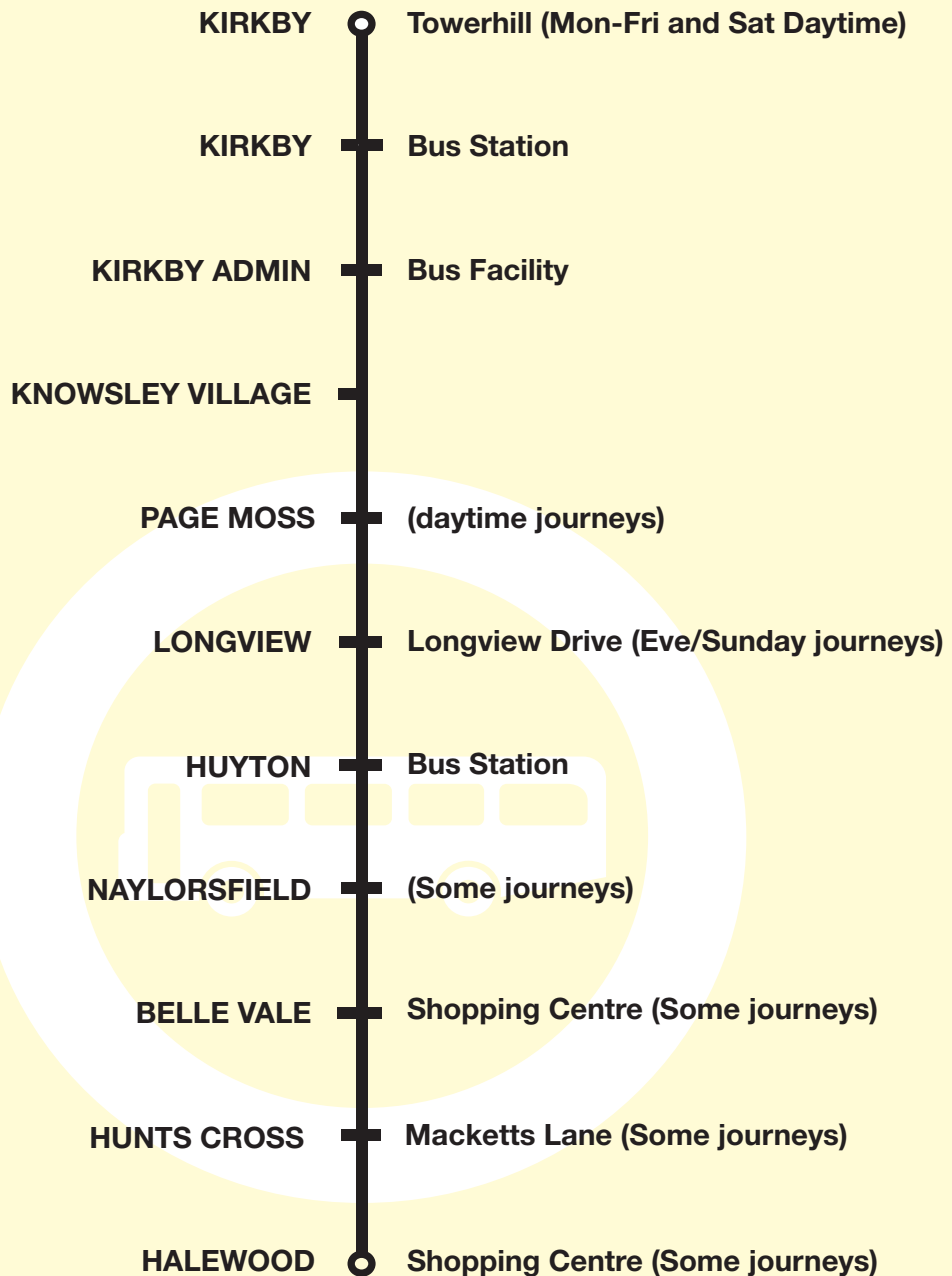 KIRKBY Towerhill (Mon-Fri and Sat Daytime)
KIRKBY Bus Station
KIRKBY ADMIN Bus Facility
KNOWSLEY VILLAGE
PAGE MOSS (daytime journeys)
LONGVIEW Longview Drive (Eve/Sunday journeys)
HUYTON Bus Station
NAYLORSFIELD (Some journeys)
BELLE VALE Shopping Centre (Some journeys)
HUNTS CROSS Macketts Lane (Some journeys)
HALEWOOD Shopping Centre (Some journeys)